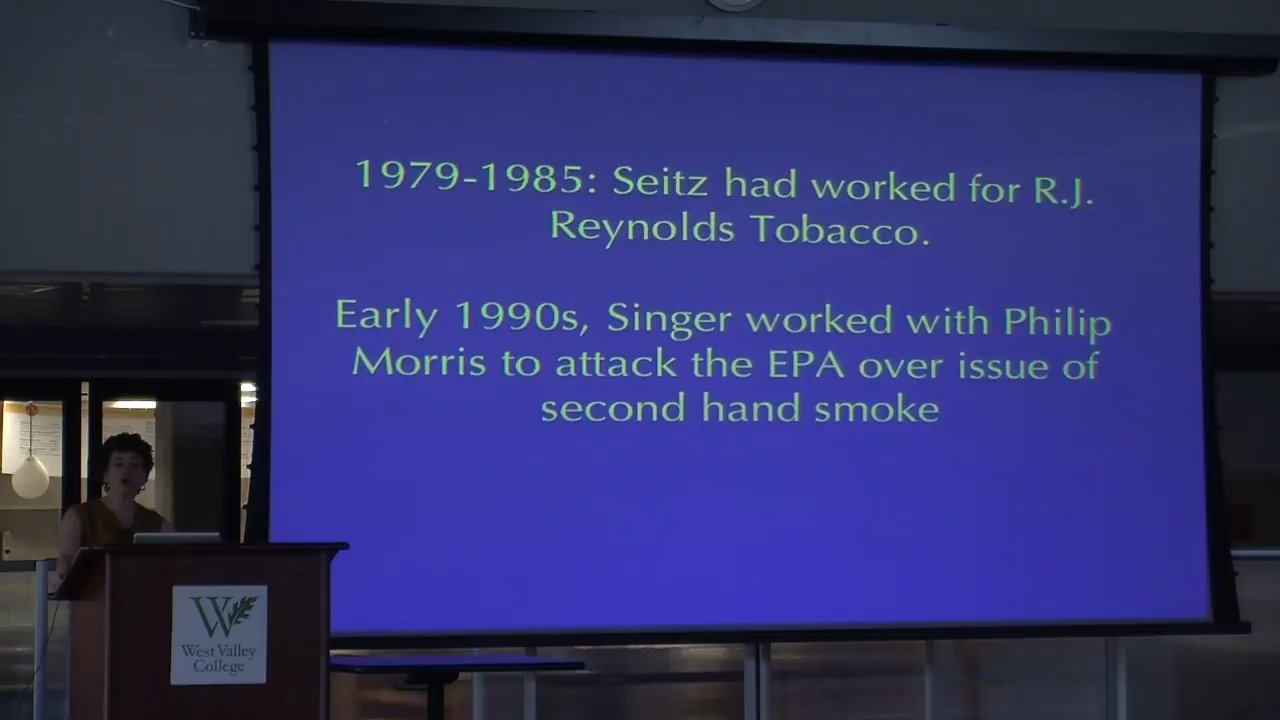 1979-1985: Seitz had worked for R.J.
Reynolds Tobacco.
Early 1990s, Singer worked with Philip
Morris to attack the EPA over issue of
second hand smoke
W
West Valley
College